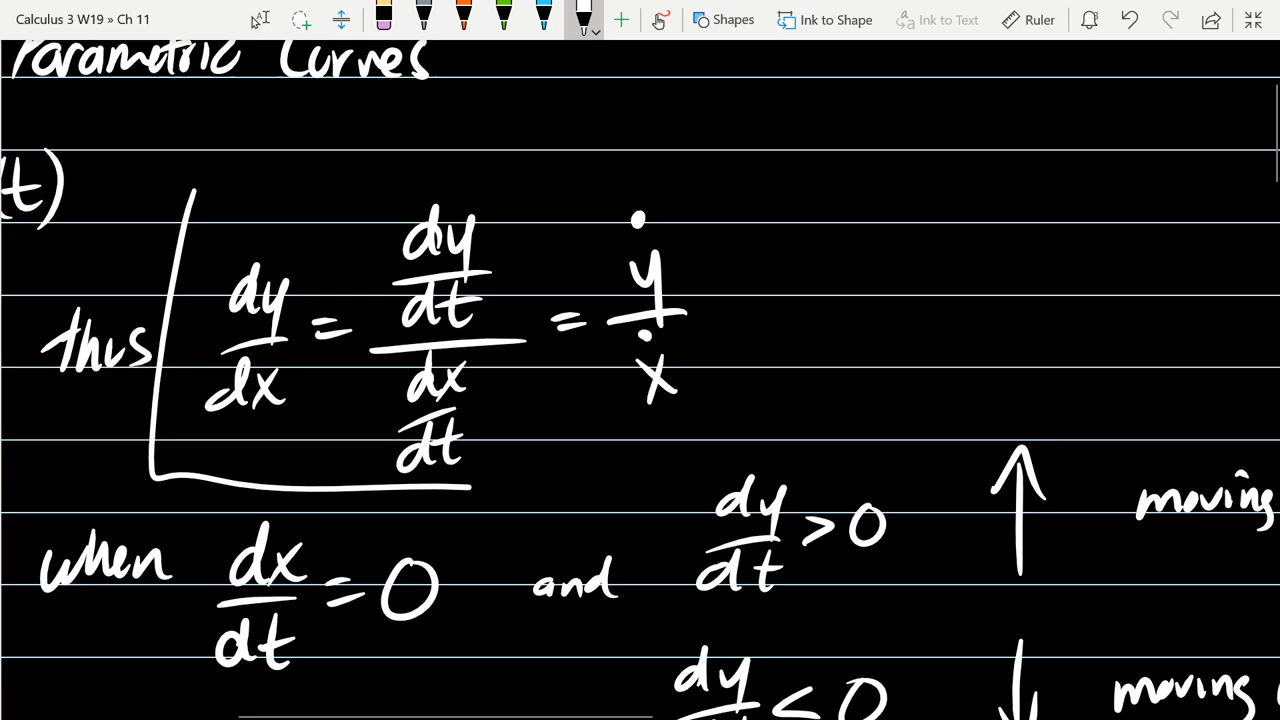 Calculus 3 W19 » Ch 11
Shapes
Ink to Shape
Ink to Text
Ruler
Parametric Curves
(t)
thus dy/dx = (dy/dt)/(dx/dt) = ẏ/ẋ
when dx/dt = 0 and dy/dt > 0 ↑ moving
dy < 0 ↓ moving